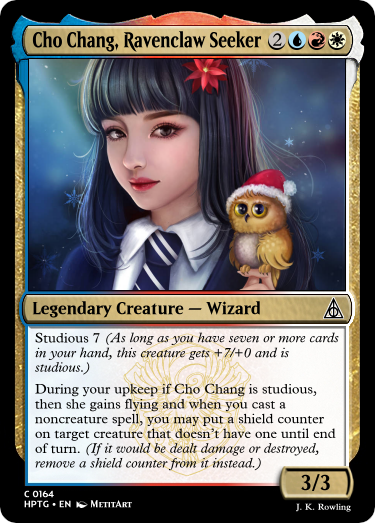 Cho Chang, Ravenclaw Seeker 2
Legendary Creature — Wizard
Studious 7 (As long as you have seven or more cards
in your hand, this creature gets +7/+0 and is
studious.)
During your upkeep if Cho Chang is studious,
then she gains flying and when you cast a
noncreature spell, you may put a shield counter
on target creature that doesn't have one until end
of turn. (If it would be dealt damage or destroyed,
remove a shield counter from it instead.)
3/3
C 0164
HPTG • EN MetitArt
J. K. Rowling